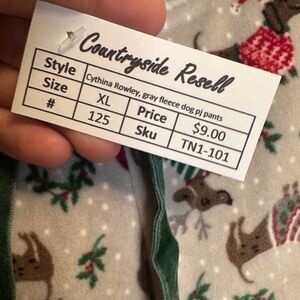 Countryside Resell
Style Cythina Rowley, gray fleece dog pj pants
Size XL Price $9.00
# 125 Sku TN1-101